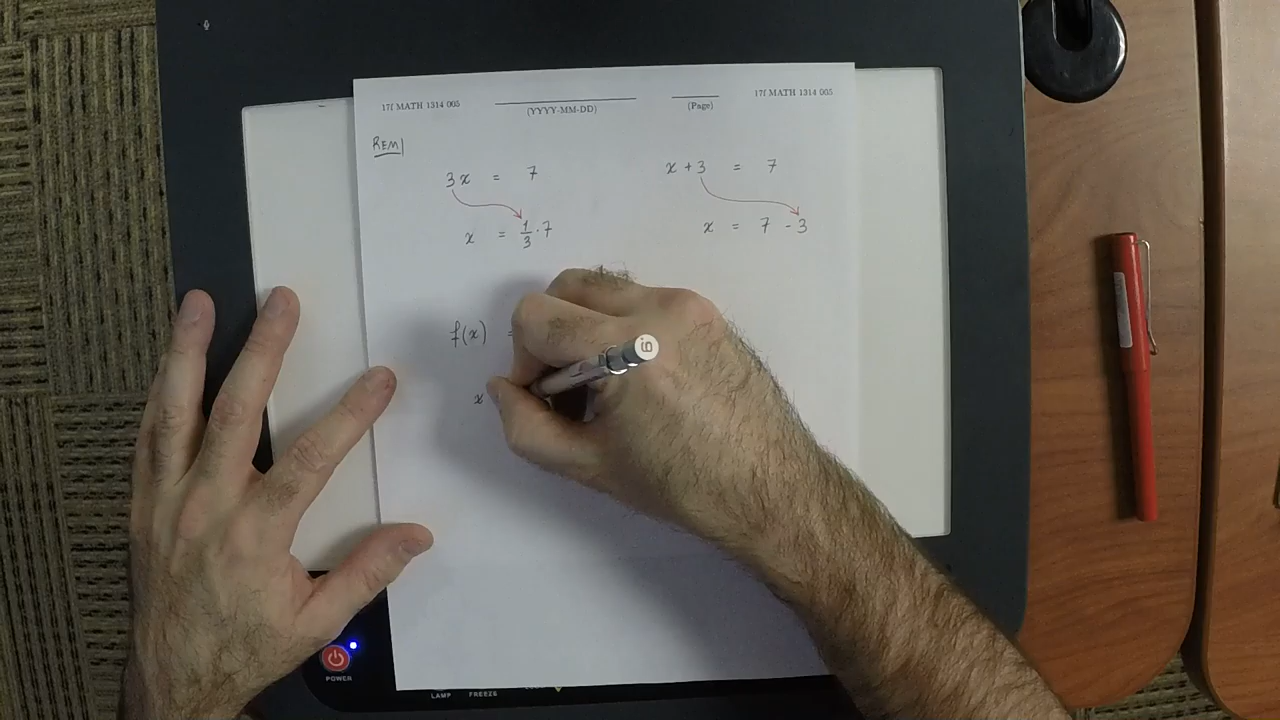 17f MATH 1314 005 (YYYY-MM-DD) (Page) 17f MATH 1314 005
REM
3x = 7
x = 1/3 · 7
x + 3 = 7
x = 7 - 3
f(x) =
x
6
POWER
LAMP FREEZE